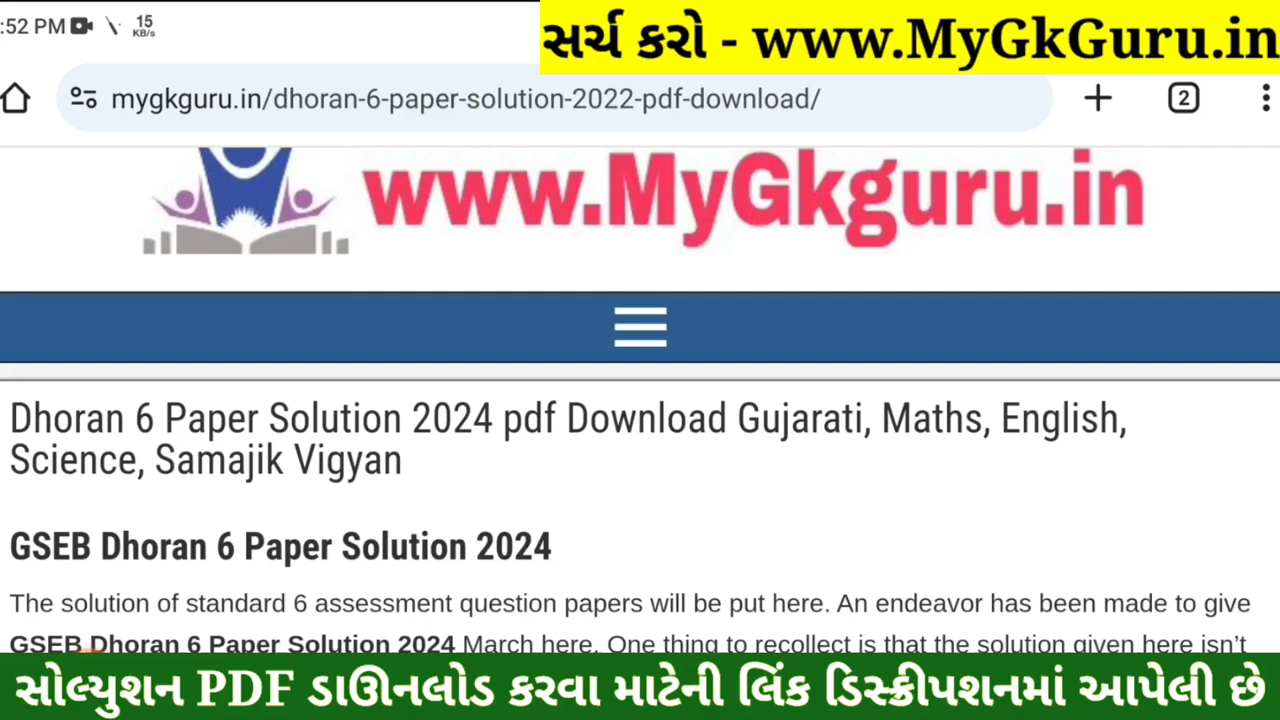 :52 PM 15 KB/s
સર્ચ કરો - www.MyGkGuru.in
mygkguru.in/dhoran-6-paper-solution-2022-pdf-download/
2
www.MyGkguru.in
Dhoran 6 Paper Solution 2024 pdf Download Gujarati, Maths, English,
Science, Samajik Vigyan
GSEB Dhoran 6 Paper Solution 2024
The solution of standard 6 assessment question papers will be put here. An endeavor has been made to give
GSEB Dhoran 6 Paper Solution 2024 March here. One thing to recollect is that the solution given here isn't
સોલ્યુશન PDF ડાઊનલોડ કરવા માટેની લિંક ડિસ્ક્રીપશનમાં આપેલી છે